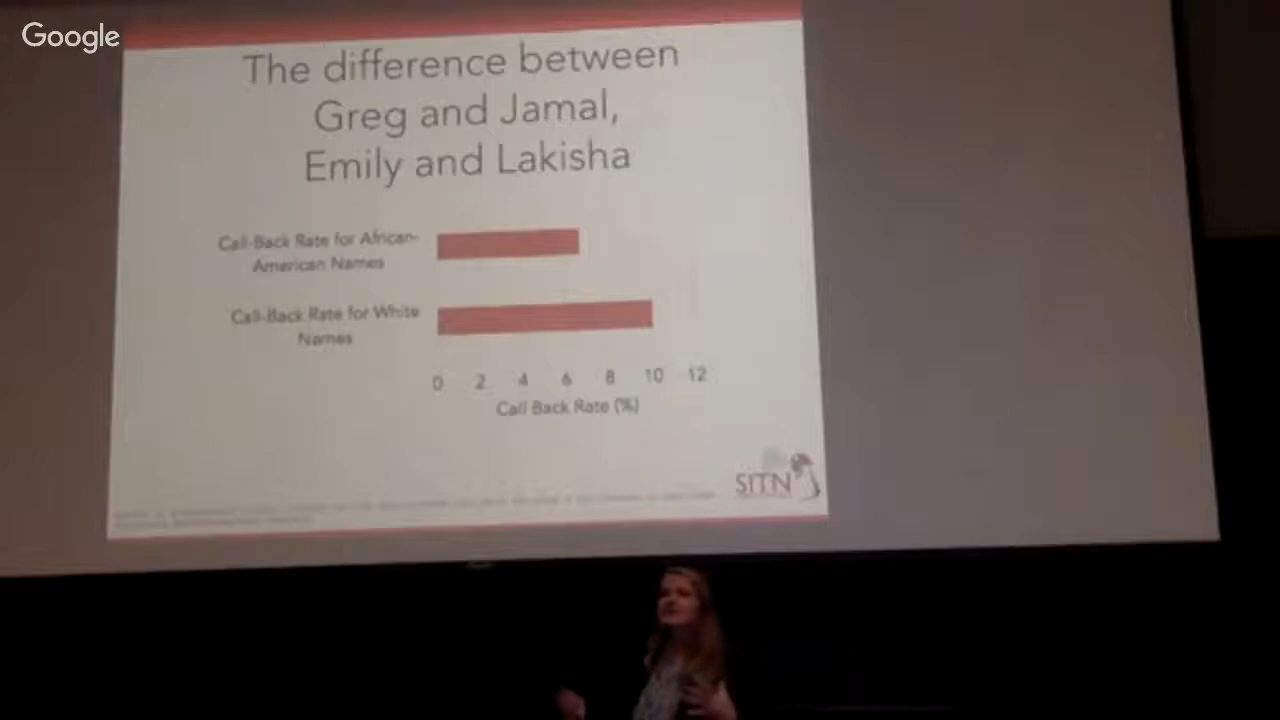 Google
The difference between
Greg and Jamal,
Emily and Lakisha
Call-Back Rate for African-
American Names
Call-Back Rate for White
Names
0 2 4 6 8 10 12
Call Back Rate (%)
SITN